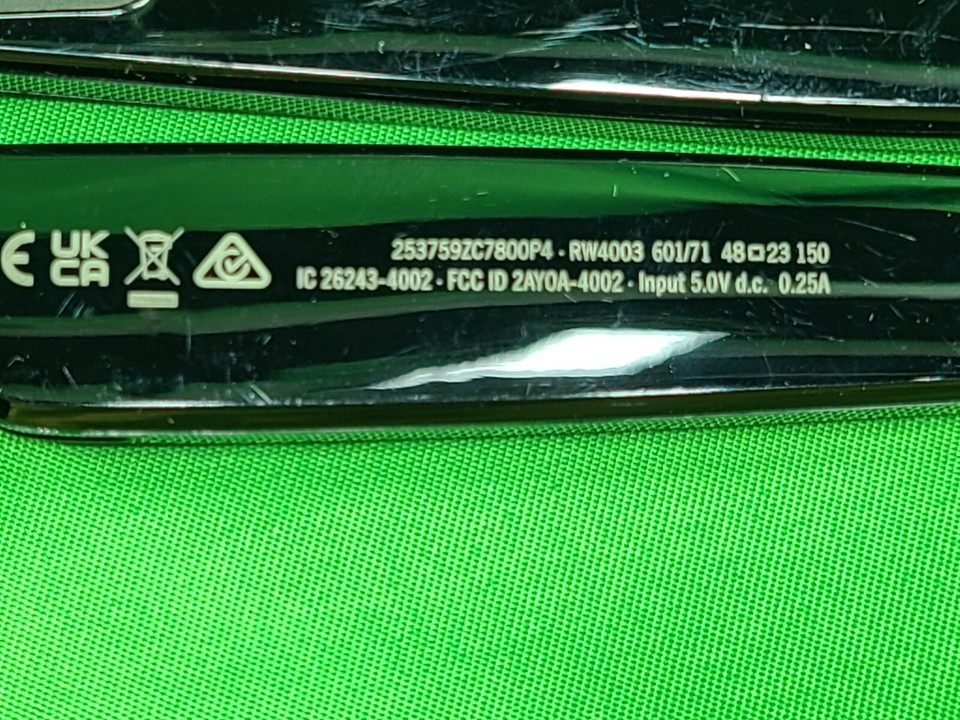 CE UK
CA
253759ZC7800P4 - RW4003 601/71 48□23 150
IC 26243-4002 - FCC ID 2AYOA-4002 - Input 5.0V d.c. 0.25A